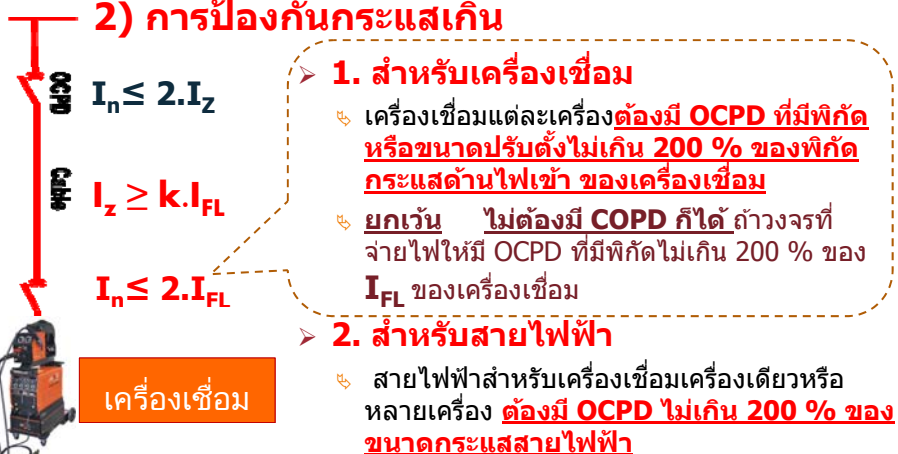 2) การป้องกันกระแสเกิน
OCPD
Iₙ≤ 2.I_Z
Cable
I_z ≥ k.I_FL
Iₙ≤ 2.I_FL
เครื่องเชื่อม
1. สำหรับเครื่องเชื่อม
เครื่องเชื่อมแต่ละเครื่องต้องมี OCPD ที่มีพิกัด
หรือขนาดปรับตั้งไม่เกิน 200 % ของพิกัด
กระแสด้านไฟเข้า ของเครื่องเชื่อม
ยกเว้น ไม่ต้องมี COPD ก็ได้ ถ้าวงจรที่
จ่ายไฟให้มี OCPD ที่มีพิกัดไม่เกิน 200 % ของ
I_FL ของเครื่องเชื่อม
2. สำหรับสายไฟฟ้า
สายไฟฟ้าสำหรับเครื่องเชื่อมเครื่องเดียวหรือ
หลายเครื่อง ต้องมี OCPD ไม่เกิน 200 % ของ
ขนาดกระแสสายไฟฟ้า